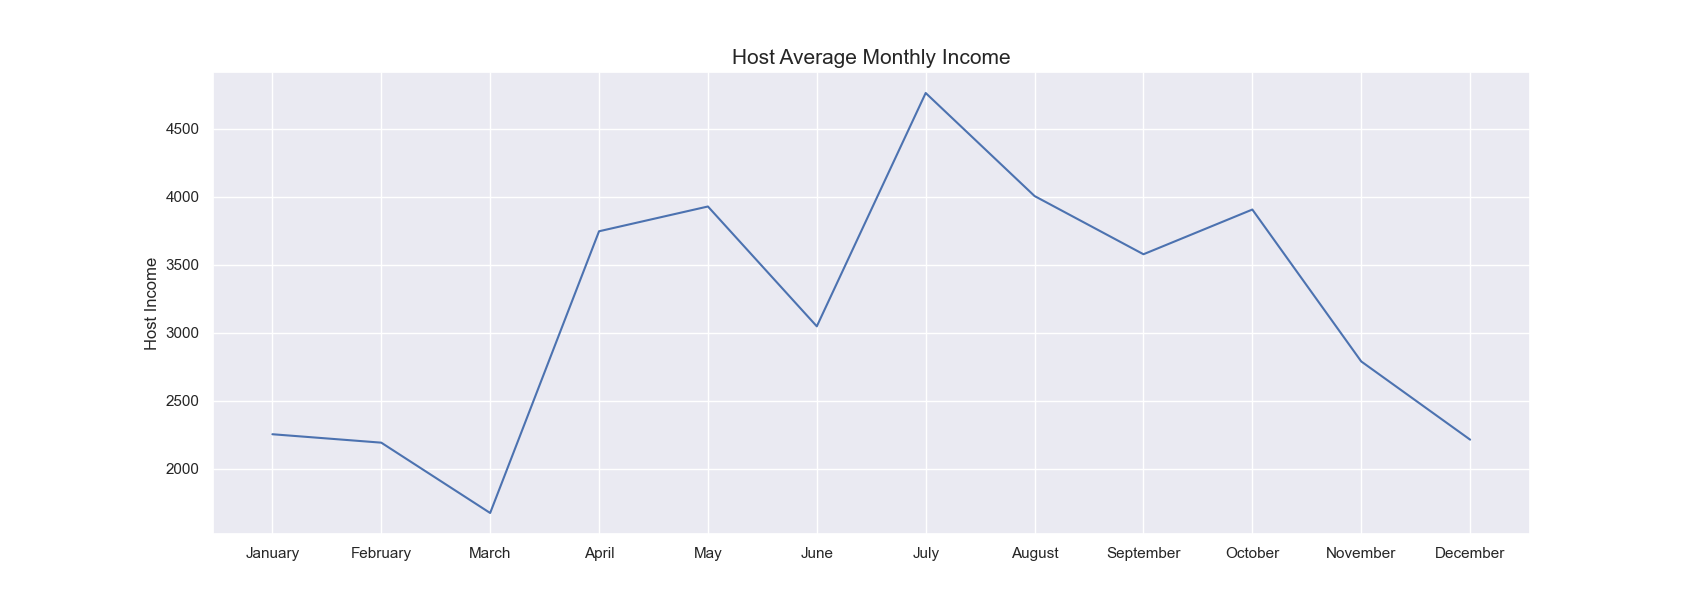 Host Average Monthly Income
Host Income
4500
4000
3500
3000
2500
2000
January February March April May June July August September October November December